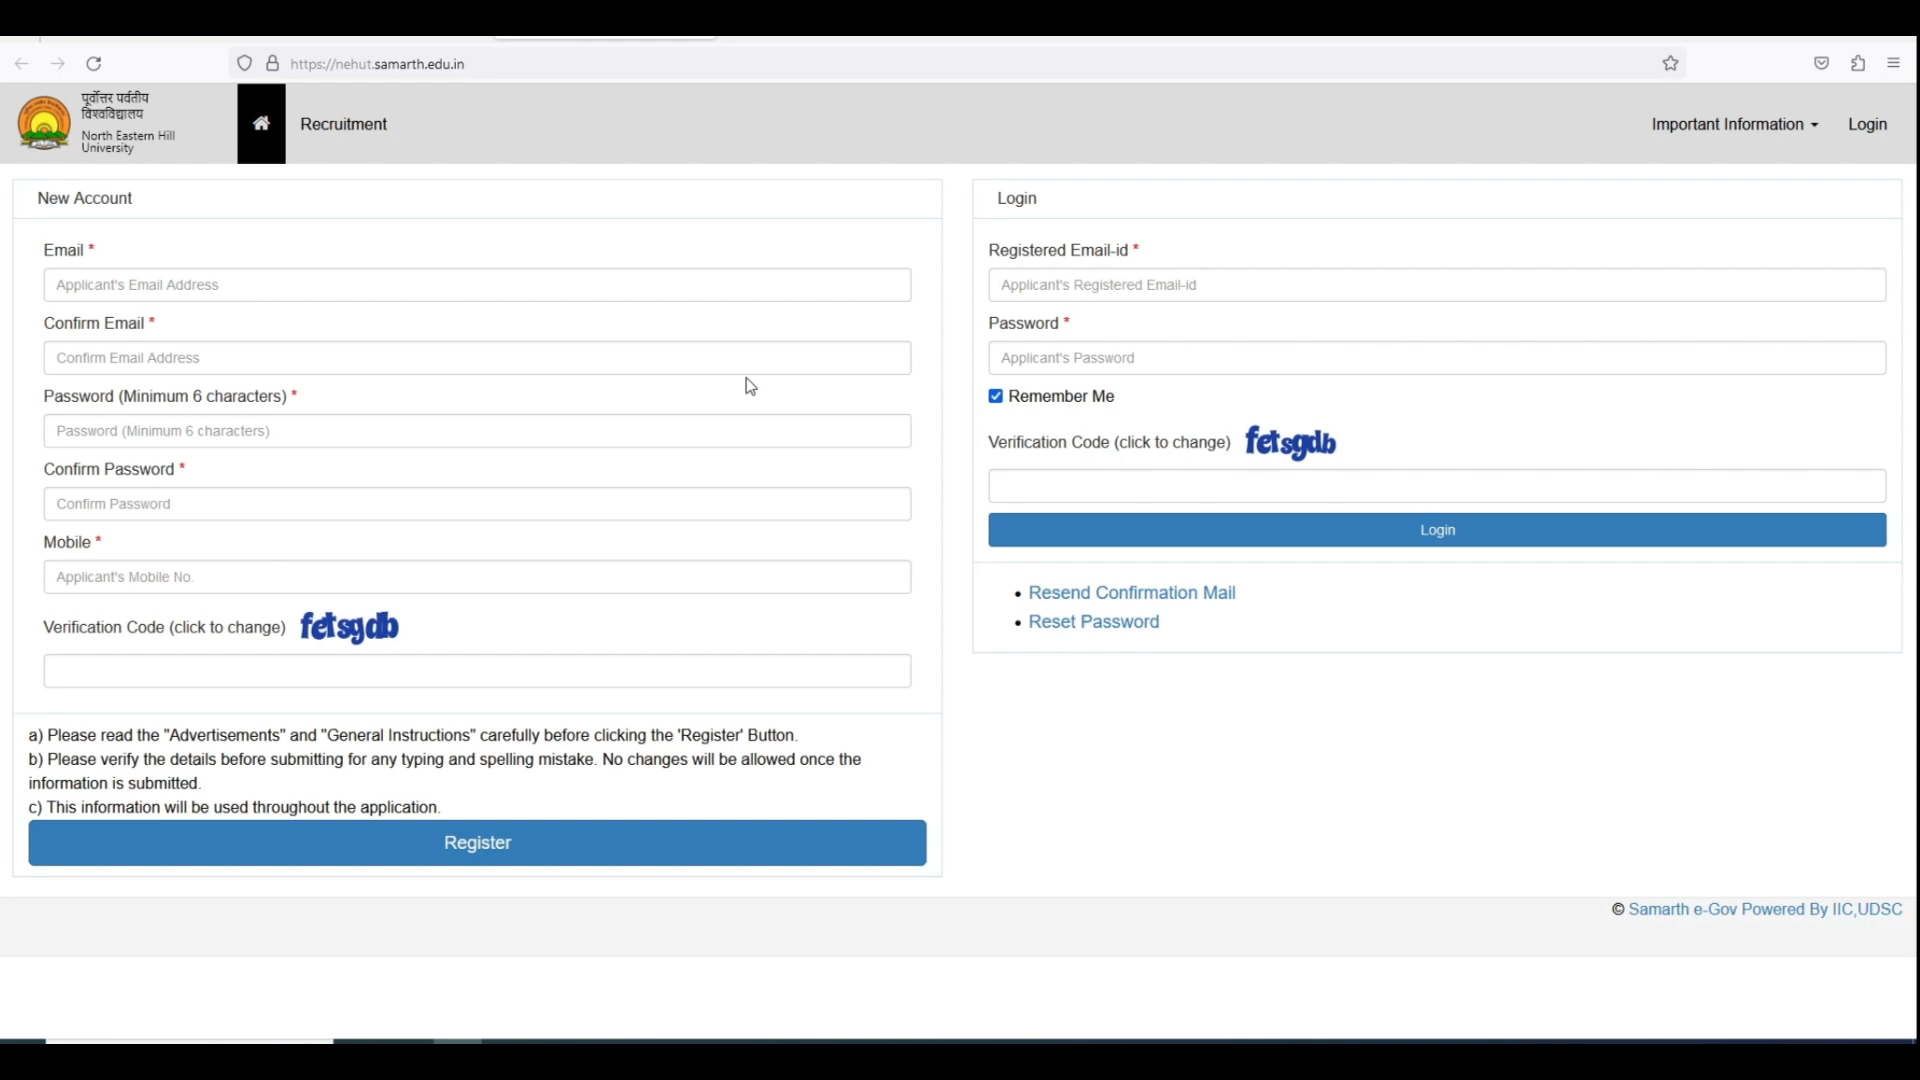 https://nehut.samarth.edu.in
पूर्वोत्तर पर्वतीय
विश्वविद्यालय
North Eastern Hill
University
Recruitment
Important Information
Login
New Account
Email *
Applicant's Email Address
Confirm Email *
Confirm Email Address
Password (Minimum 6 characters) *
Password (Minimum 6 characters)
Confirm Password *
Confirm Password
Mobile *
Applicant's Mobile No.
Verification Code (click to change) fetsgdb
a) Please read the "Advertisements" and "General Instructions" carefully before clicking the 'Register' Button.
b) Please verify the details before submitting for any typing and spelling mistake. No changes will be allowed once the
information is submitted.
c) This information will be used throughout the application.
Register
Login
Registered Email-id *
Applicant's Registered Email-id
Password *
Applicant's Password
Remember Me
Verification Code (click to change) fetsgdb
Login
• Resend Confirmation Mail
• Reset Password
© Samarth e-Gov Powered By IIC,UDSC